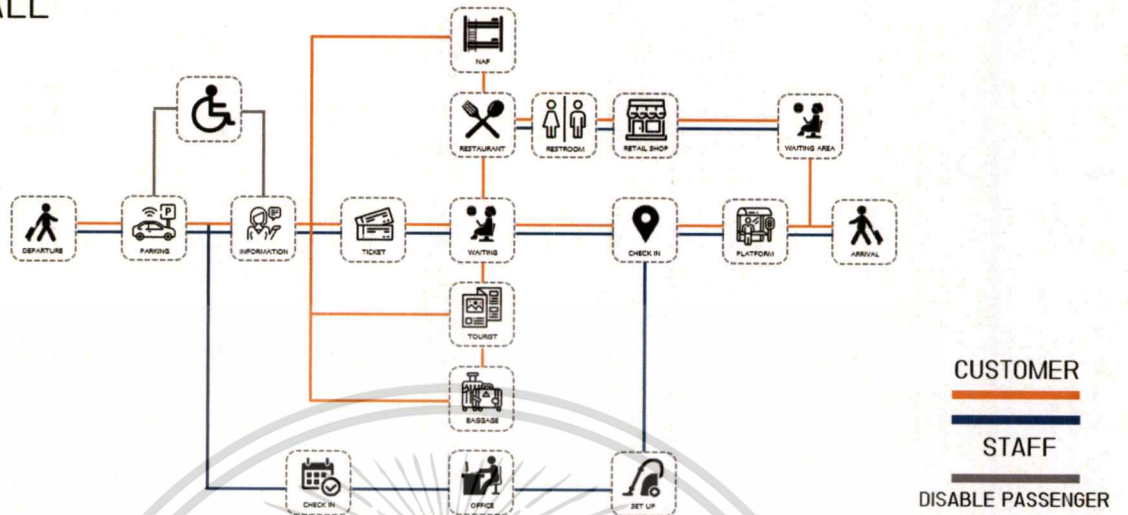 NAP
RESTAURANT
RESTROOM
RETAIL SHOP
WAITING AREA
P
DEPARTURE
PARKING
INFORMATION
TICKET
WAITING
CHECK IN
PLATFORM
ARRIVAL
TOURIST
BAGGAGE
CHECK IN
OFFICE
SET UP
CUSTOMER
STAFF
DISABLE PASSENGER